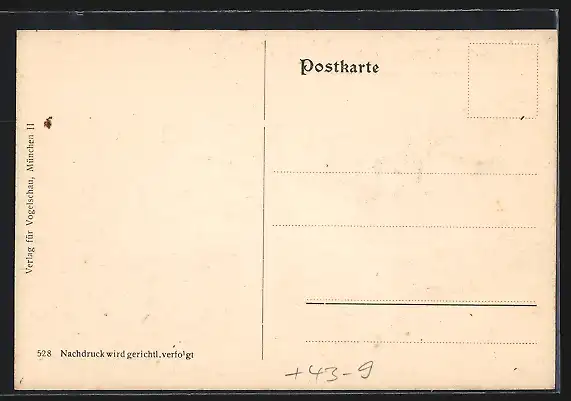 Postkarte
Verlag für Vogelschau, München II
528 Nachdruck wird gerichtl. verfolgt
+43-9